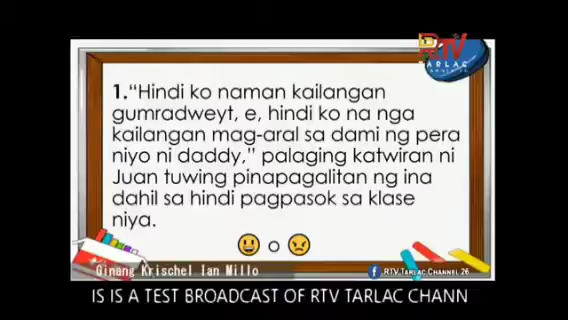 RTV
TARLAC
CHANNEL 26
1."Hindi ko naman kailangan
gumradweyt, e, hindi ko na nga
kailangan mag-aral sa dami ng pera
niyo ni daddy," palaging katwiran ni
Juan tuwing pinapagalitan ng ina
dahil sa hindi pagpasok sa klase
niya.
o
Ginang Krischel Ian Millo
f RTV.Tarlac.Channel 26
IS IS A TEST BROADCAST OF RTV TARLAC CHANN